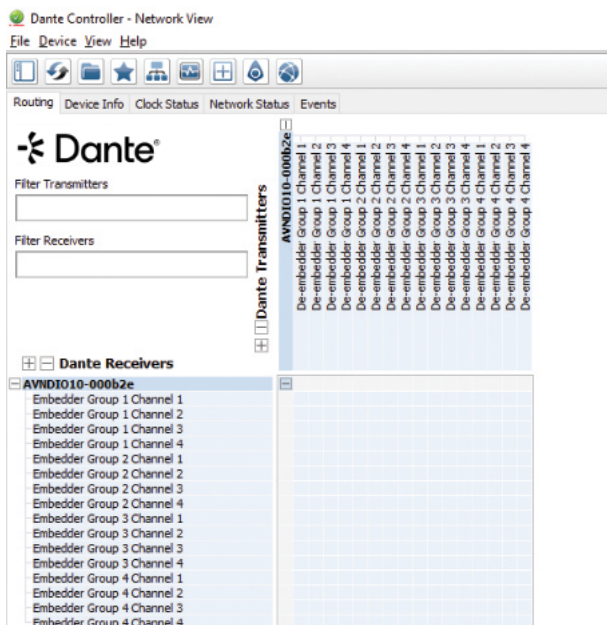 Dante Controller - Network View
File Device View Help
Routing Device Info Clock Status Network Status Events
Dante®
Filter Transmitters
Filter Receivers
Dante Transmitters
AVNDIO10-000b2e
De-embedder Group 1 Channel 1
De-embedder Group 1 Channel 2
De-embedder Group 1 Channel 3
De-embedder Group 1 Channel 4
De-embedder Group 2 Channel 1
De-embedder Group 2 Channel 2
De-embedder Group 2 Channel 3
De-embedder Group 2 Channel 4
De-embedder Group 3 Channel 1
De-embedder Group 3 Channel 2
De-embedder Group 3 Channel 3
De-embedder Group 3 Channel 4
De-embedder Group 4 Channel 1
De-embedder Group 4 Channel 2
De-embedder Group 4 Channel 3
De-embedder Group 4 Channel 4
Dante Receivers
AVNDIO10-000b2e
Embedder Group 1 Channel 1
Embedder Group 1 Channel 2
Embedder Group 1 Channel 3
Embedder Group 1 Channel 4
Embedder Group 2 Channel 1
Embedder Group 2 Channel 2
Embedder Group 2 Channel 3
Embedder Group 2 Channel 4
Embedder Group 3 Channel 1
Embedder Group 3 Channel 2
Embedder Group 3 Channel 3
Embedder Group 3 Channel 4
Embedder Group 4 Channel 1
Embedder Group 4 Channel 2
Embedder Group 4 Channel 3
Embedder Group 4 Channel 4